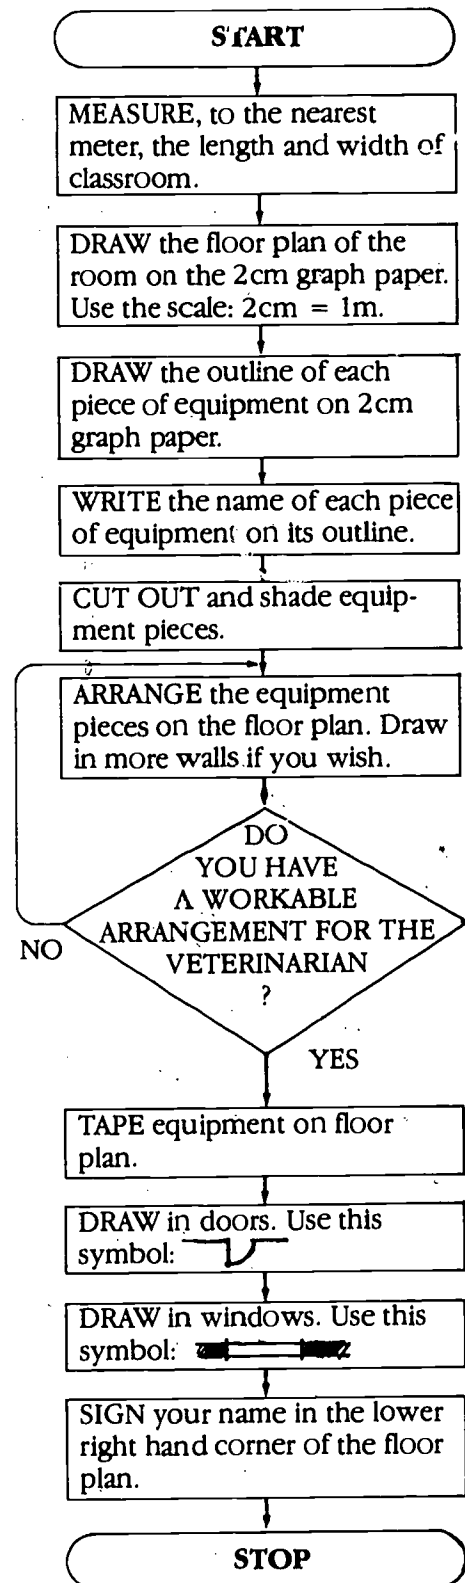 START
MEASURE, to the nearest
meter, the length and width of
classroom.
DRAW the floor plan of the
room on the 2cm graph paper.
Use the scale: 2cm = 1m.
DRAW the outline of each
piece of equipment on 2cm
graph paper.
WRITE the name of each piece
of equipment on its outline.
CUT OUT and shade equip-
ment pieces.
ARRANGE the equipment
pieces on the floor plan. Draw
in more walls if you wish.
DO
YOU HAVE
A WORKABLE
ARRANGEMENT FOR THE
VETERINARIAN
?
NO
YES
TAPE equipment on floor
plan.
DRAW in doors. Use this
symbol:
DRAW in windows. Use this
symbol:
SIGN your name in the lower
right hand corner of the floor
plan.
STOP